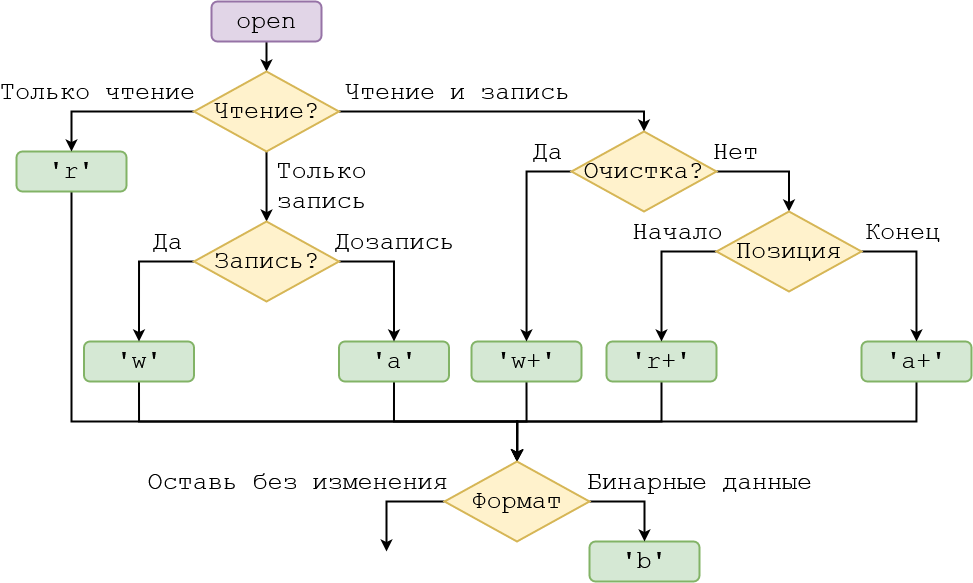 open
Только чтение
Чтение?
Чтение и запись
'r'
Только
запись
Да
Очистка?
Нет
Да
Запись?
Дозапись
Начало
Позиция
Конец
'w'
'a'
'w+'
'r+'
'a+'
Оставь без изменения
Формат
Бинарные данные
'b'